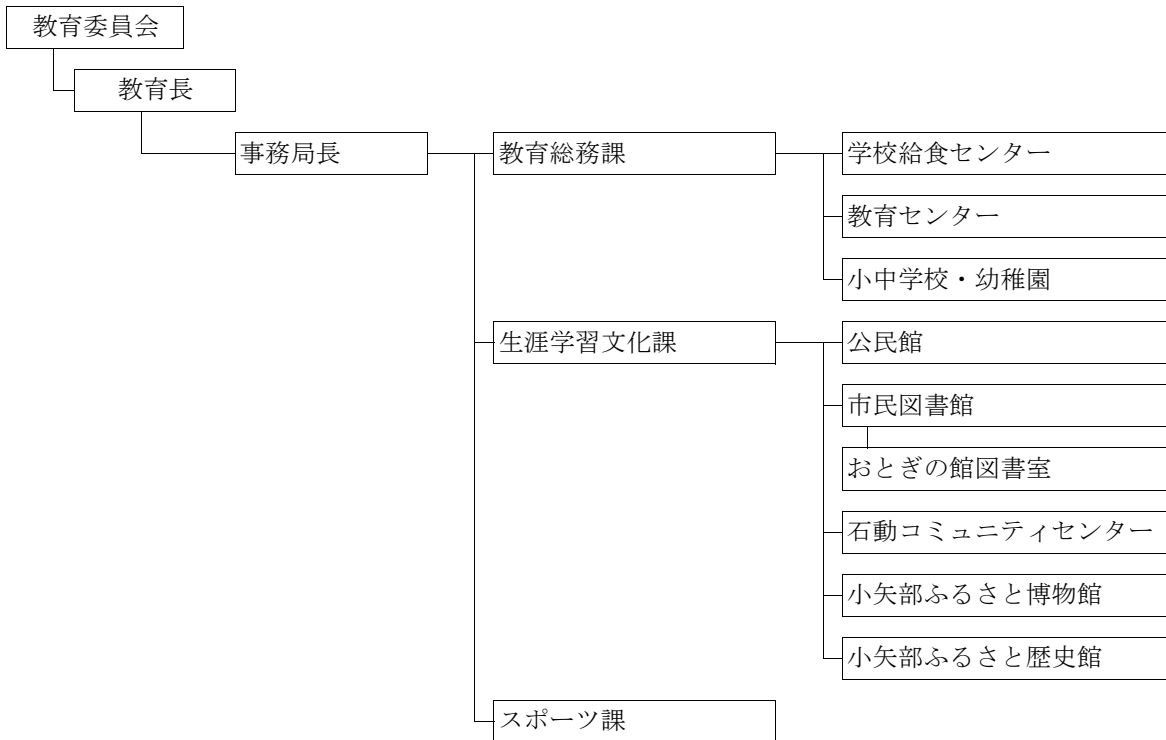 教育委員会
教育長
事務局長
教育総務課
学校給食センター
教育センター
小中学校・幼稚園
生涯学習文化課
公民館
市民図書館
おとぎの館図書室
石動コミュニティセンター
小矢部ふるさと博物館
小矢部ふるさと歴史館
スポーツ課